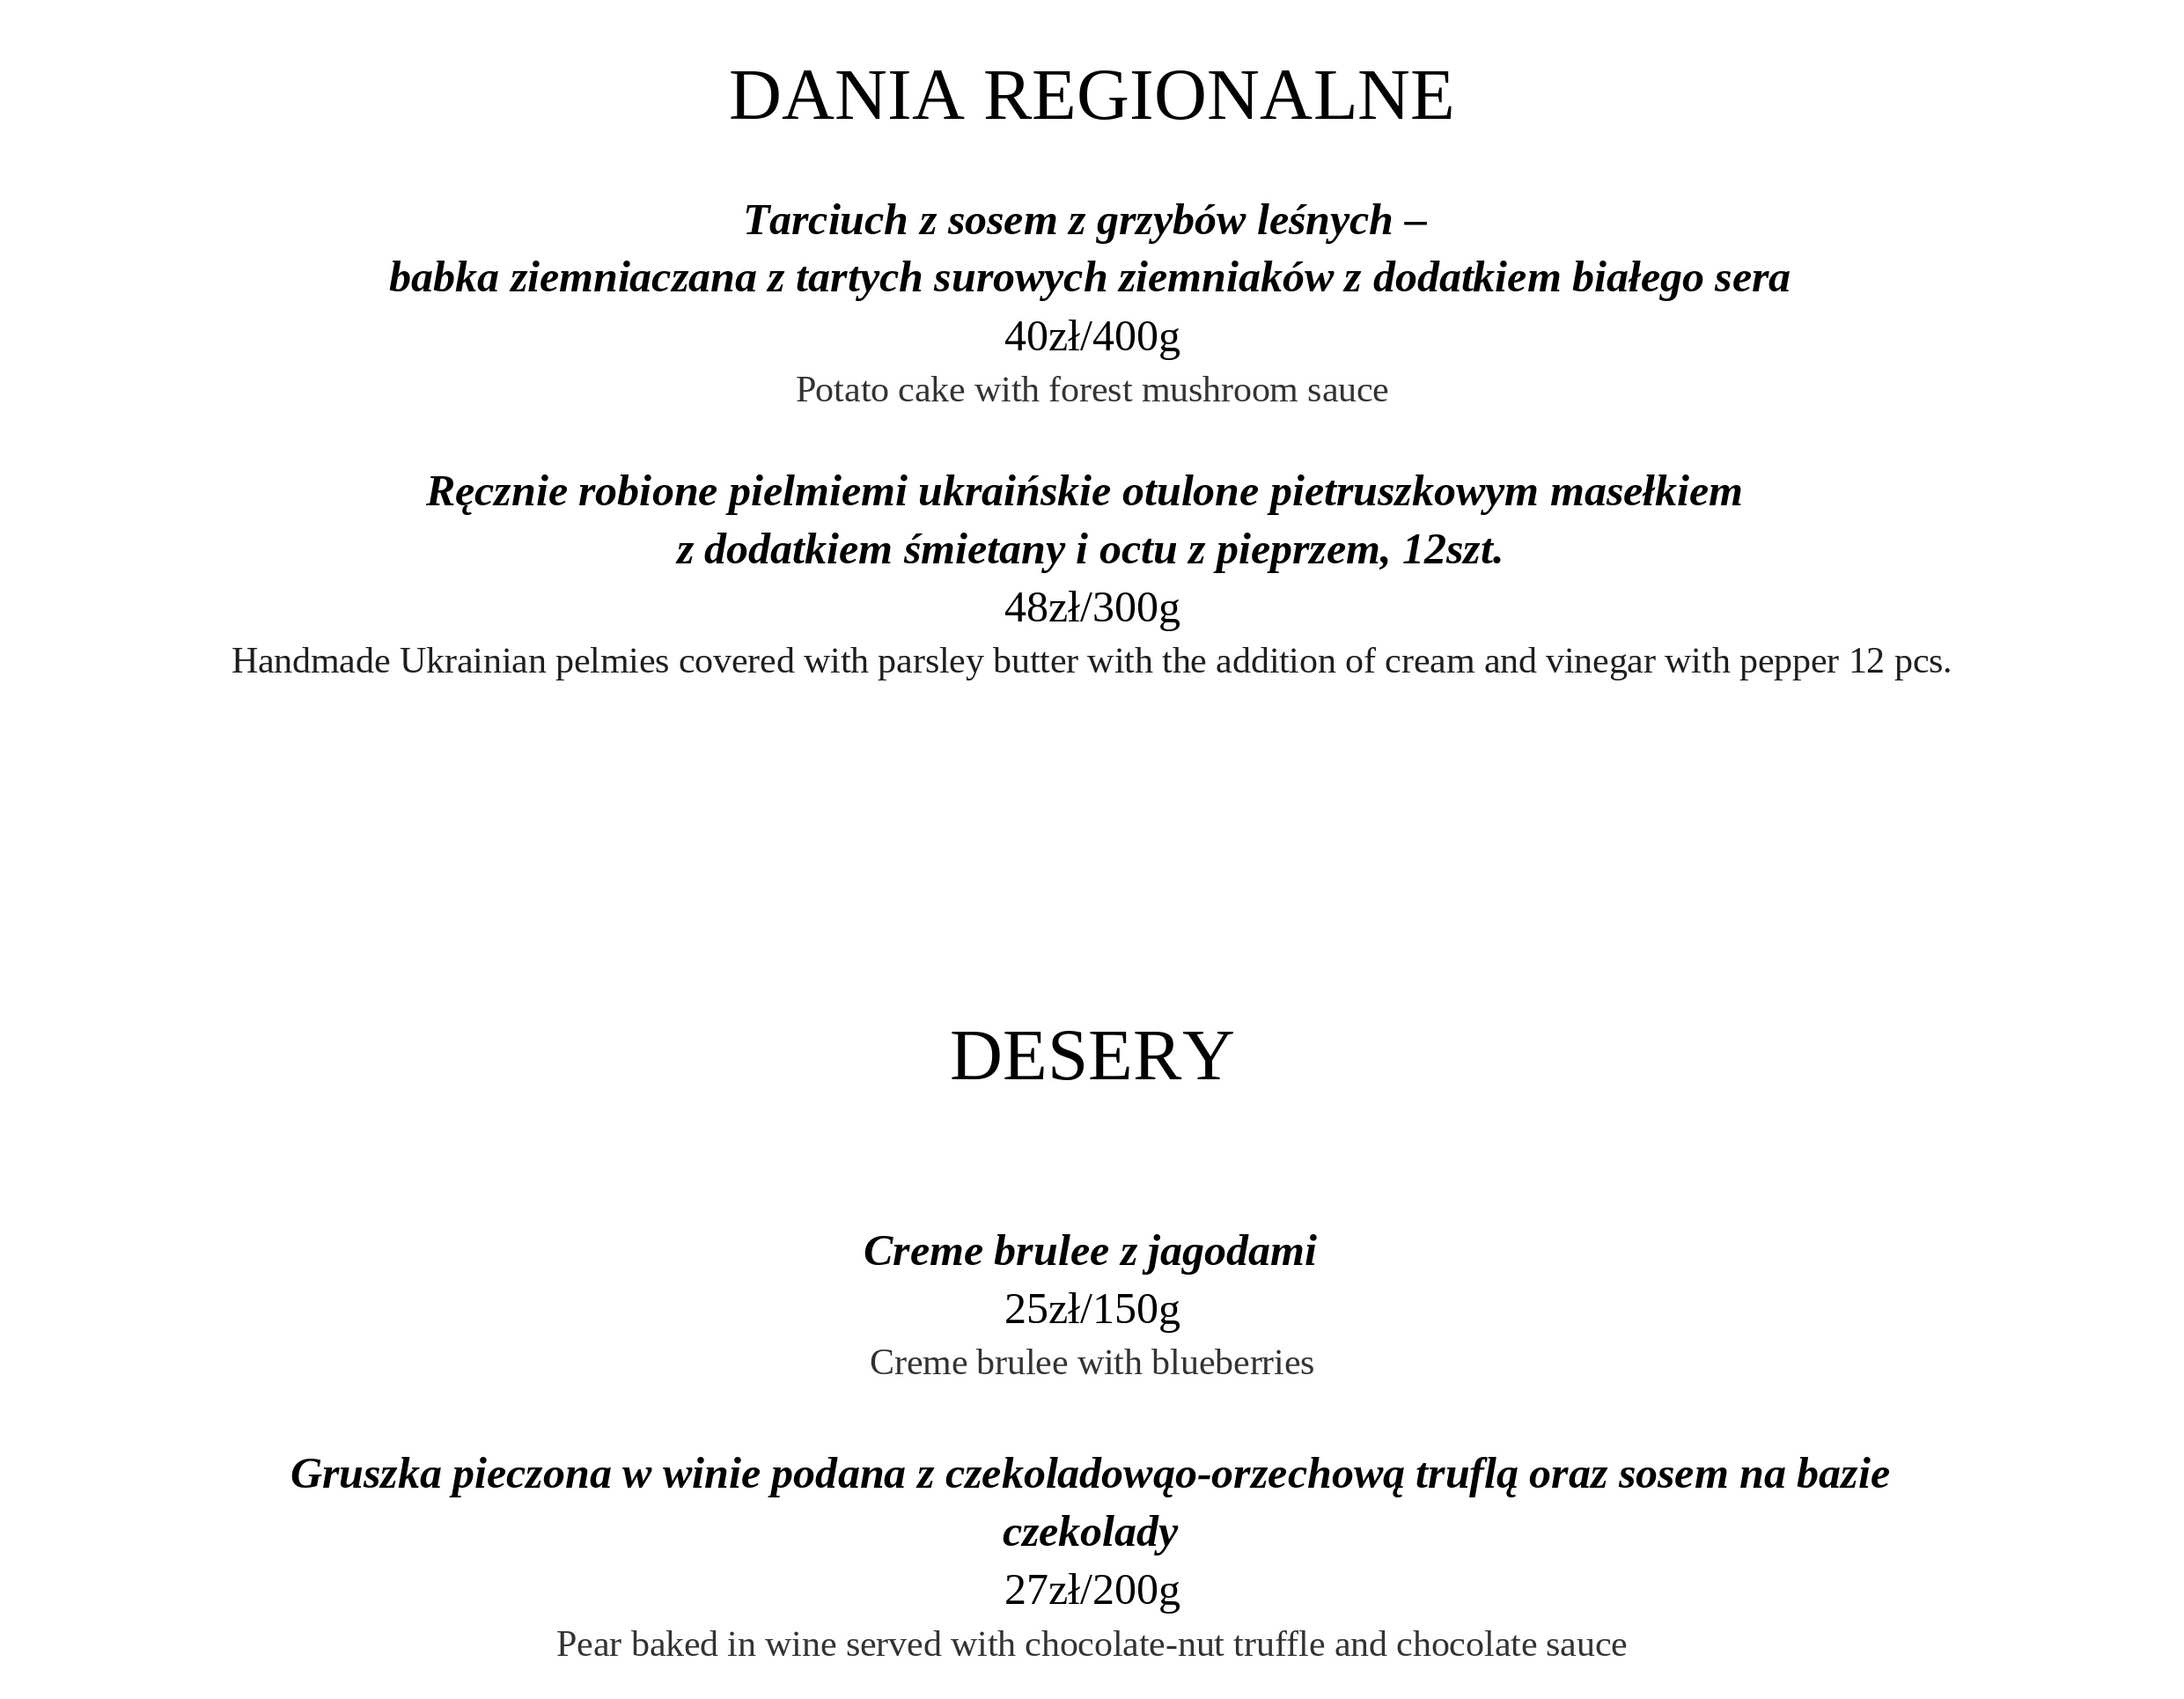 DANIA REGIONALNE
Tarciuch z sosem z grzybów leśnych –
babka ziemniaczana z tartych surowych ziemniaków z dodatkiem białego sera
40zł/400g
Potato cake with forest mushroom sauce
Ręcznie robione pielmiemi ukraińskie otulone pietruszkowym masełkiem
z dodatkiem śmietany i octu z pieprzem, 12szt.
48zł/300g
Handmade Ukrainian pelmies covered with parsley butter with the addition of cream and vinegar with pepper 12 pcs.
DESERY
Creme brulee z jagodami
25zł/150g
Creme brulee with blueberries
Gruszka pieczona w winie podana z czekoladowąo-orzechową truflą oraz sosem na bazie
czekolady
27zł/200g
Pear baked in wine served with chocolate-nut truffle and chocolate sauce